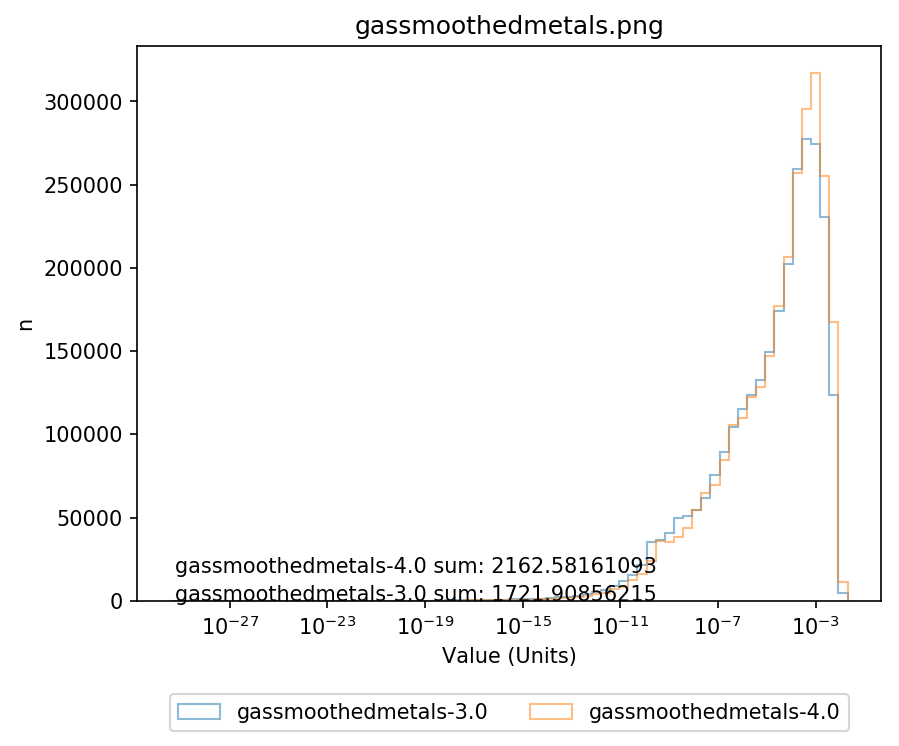 gassmoothedmetals.png
300000
250000
200000
150000
100000
50000
0
n
gassmoothedmetals-4.0 sum: 2162.58161093
gassmoothedmetals-3.0 sum: 1721.90856215
10⁻²⁷ 10⁻²³ 10⁻¹⁹ 10⁻¹⁵ 10⁻¹¹ 10⁻⁷ 10⁻³
Value (Units)
gassmoothedmetals-3.0 gassmoothedmetals-4.0